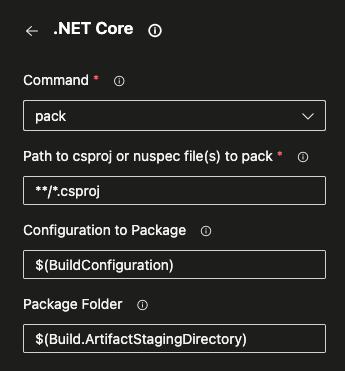 .NET Core
Command *
pack
Path to csproj or nuspec file(s) to pack *
**/*.csproj
Configuration to Package
$(BuildConfiguration)
Package Folder
$(Build.ArtifactStagingDirectory)